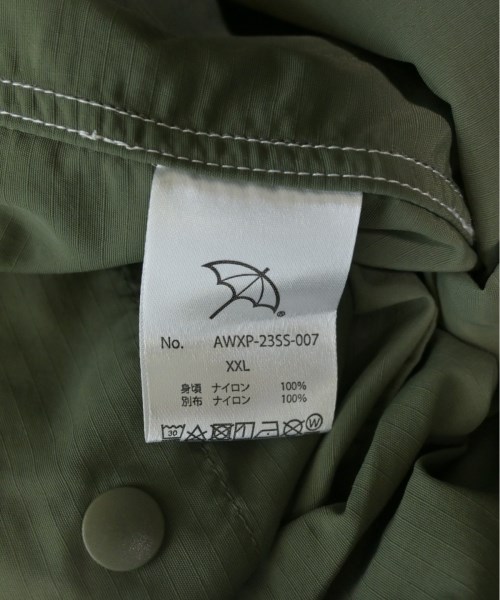 ®
No. AWXP-23SS-007
XXL
身頃 ナイロン 100%
別布 ナイロン 100%
30 W